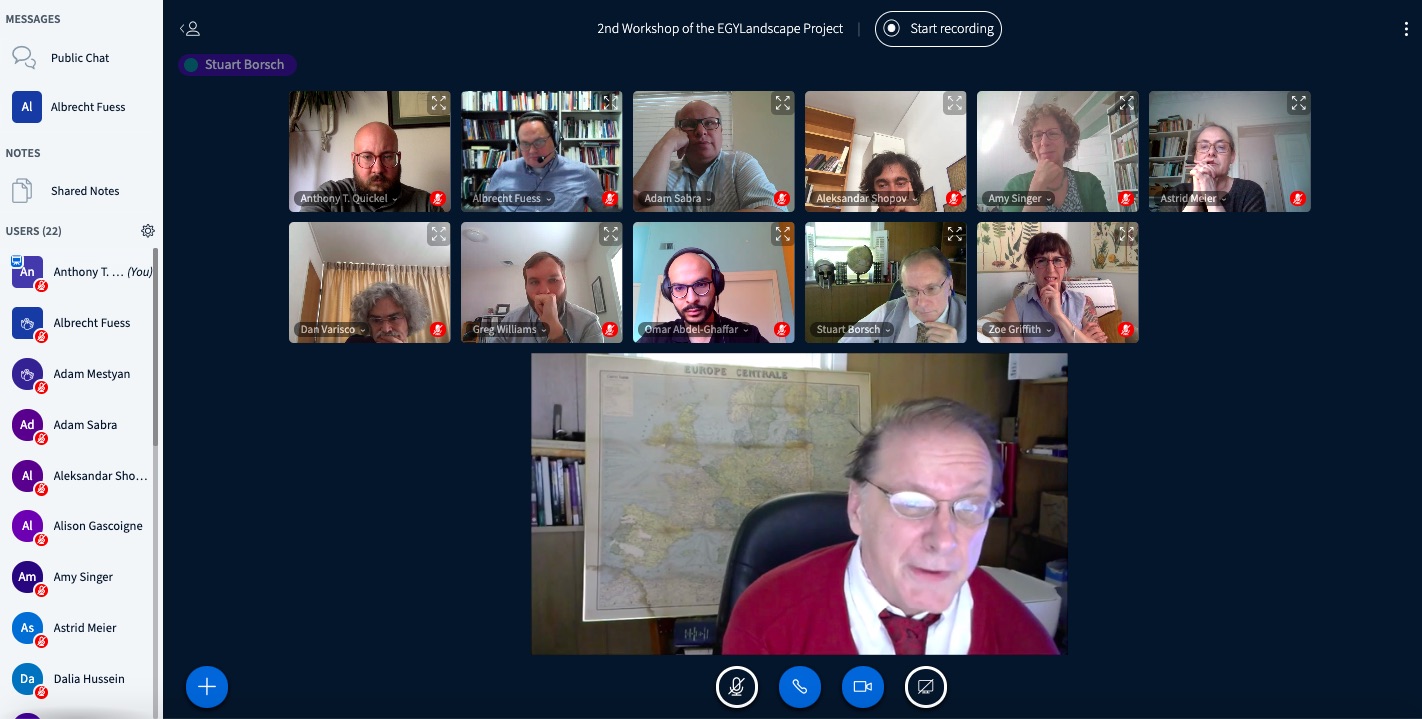 MESSAGES
Public Chat
Al
Albrecht Fuess
NOTES
Shared Notes
USERS (22)
An
Anthony T. … (You)
Albrecht Fuess
Adam Mestyan
Ad
Adam Sabra
Al
Aleksandar Sho…
Al
Alison Gascoigne
Am
Amy Singer
As
Astrid Meier
Da
Dalia Hussein
2nd Workshop of the EGYLandscape Project
Start recording
Stuart Borsch
Anthony T. Quickel
Albrecht Fuess
Adam Sabra
Aleksandar Shopov
Amy Singer
Astrid Meier
Dan Varisco
Greg Williams
Omar Abdel-Ghaffar
Stuart Borsch
Zoe Griffith
EUROPE CENTRALE